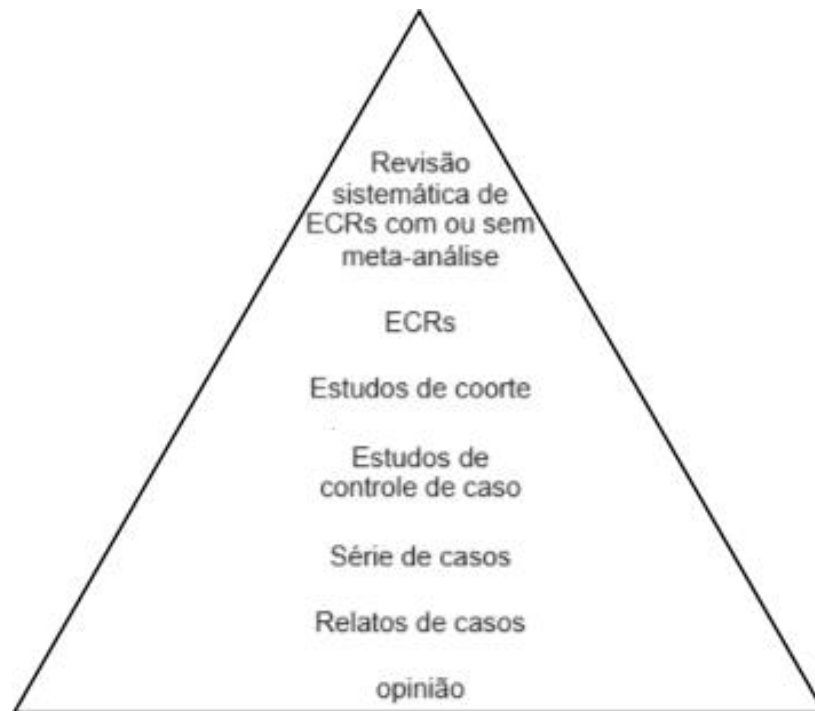 Revisão
sistemática de
ECRs com ou sem
meta-análise
ECRs
Estudos de coorte
Estudos de
controle de caso
Série de casos
Relatos de casos
opinião